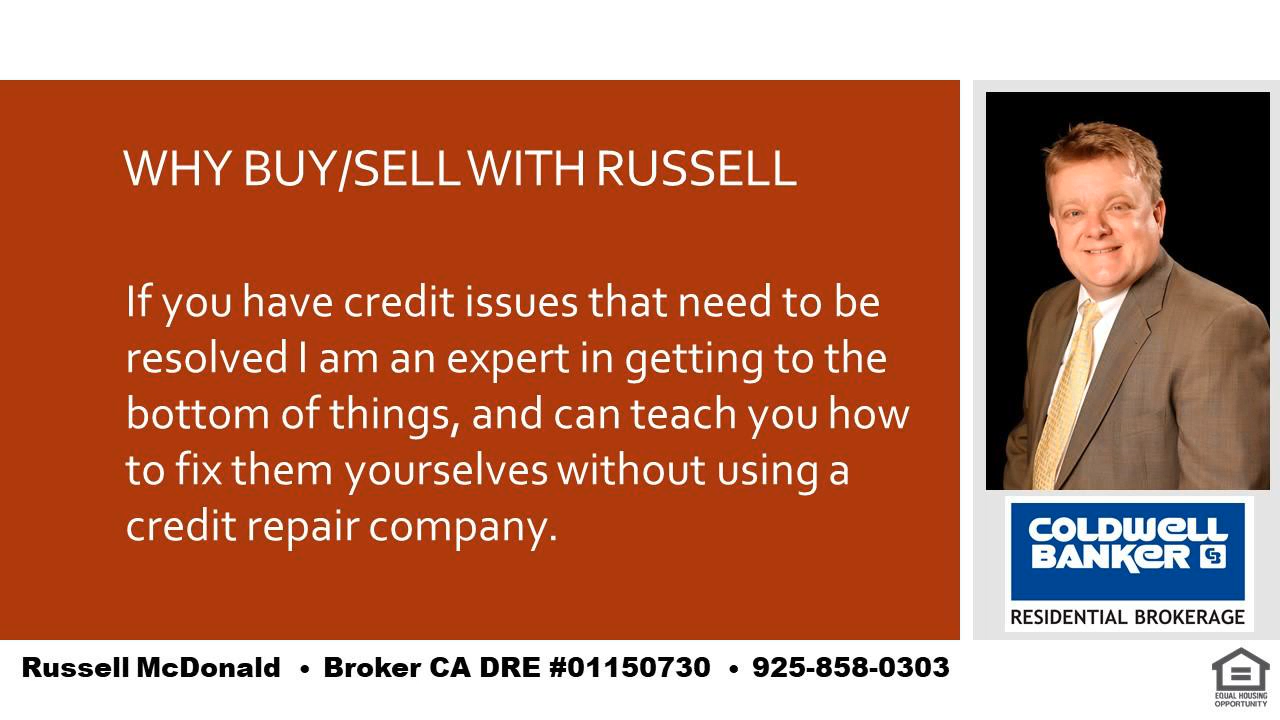 WHY BUY/SELL WITH RUSSELL
If you have credit issues that need to be
resolved I am an expert in getting to the
bottom of things, and can teach you how
to fix them yourselves without using a
credit repair company.
COLDWELL
BANKER CB
RESIDENTIAL BROKERAGE
Russell McDonald • Broker CA DRE #01150730 • 925-858-0303
EQUAL HOUSING
OPPORTUNITY